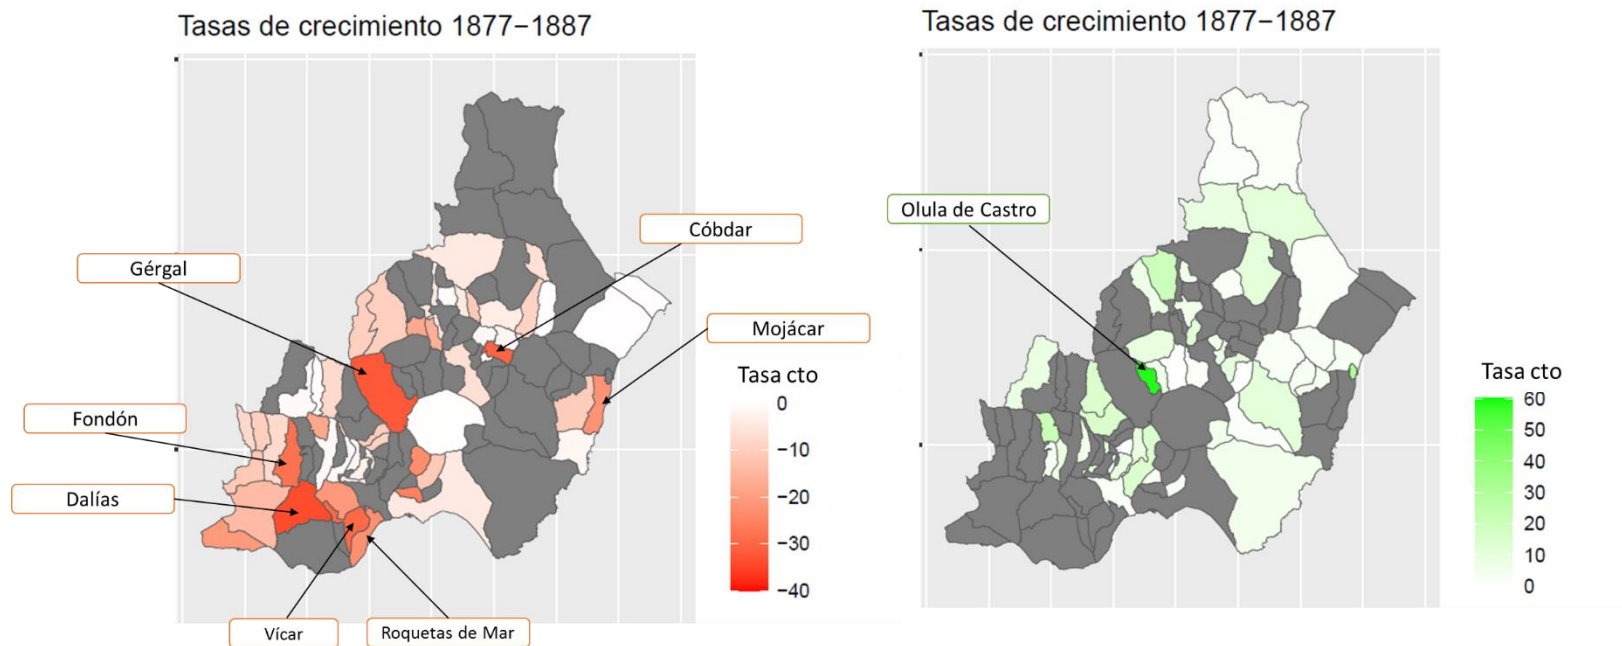 Tasas de crecimiento 1877−1887
Gérgal
Cóbdar
Mojácar
Fondón
Dalías
Vícar
Roquetas de Mar
Tasa cto
0
−10
−20
−30
−40
Tasas de crecimiento 1877−1887
Olula de Castro
Tasa cto
60
50
40
30
20
10
0